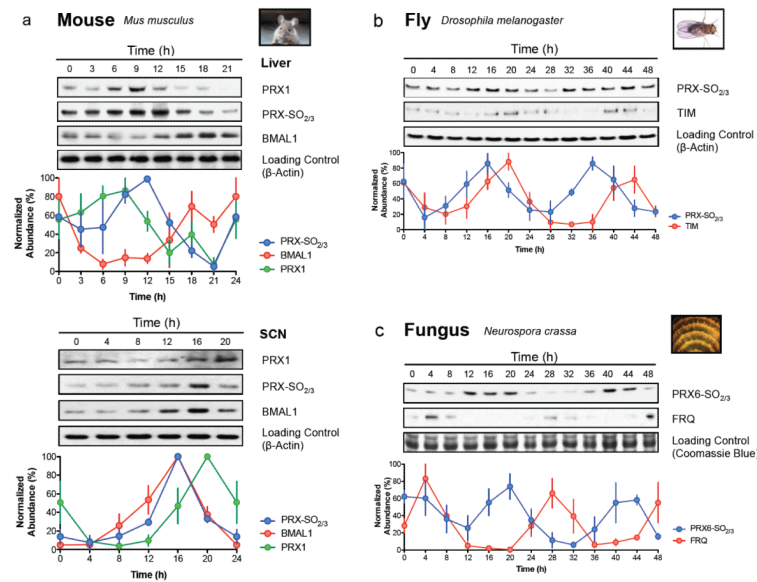 a Mouse Mus musculus
Time (h)
0 3 6 9 12 15 18 21
Liver
PRX1
PRX-SO2/3
BMAL1
Loading Control
(β-Actin)
Normalized
Abundance (%)
100
80
60
40
20
0
0 3 6 9 12 15 18 21 24
Time (h)
PRX-SO2/3
BMAL1
PRX1
Time (h)
0 4 8 12 16 20
SCN
PRX1
PRX-SO2/3
BMAL1
Loading Control
(β-Actin)
Normalized
Abundance (%)
100
80
60
40
20
0
0 4 8 12 16 20 24
Time (h)
PRX-SO2/3
BMAL1
PRX1
b Fly Drosophila melanogaster
Time (h)
0 4 8 12 16 20 24 28 32 36 40 44 48
PRX-SO2/3
TIM
Loading Control
(β-Actin)
Normalized
Abundance (%)
100
80
60
40
20
0
0 4 8 12 16 20 24 28 32 36 40 44 48
Time (h)
PRX-SO2/3
TIM
c Fungus Neurospora crassa
Time (h)
0 4 8 12 16 20 24 28 32 36 40 44 48
PRX6-SO2/3
FRQ
Loading Control
(Coomassie Blue)
Normalized
Abundance (%)
100
80
60
40
20
0
0 4 8 12 16 20 24 28 32 36 40 44 48
Time (h)
PRX6-SO2/3
FRQ